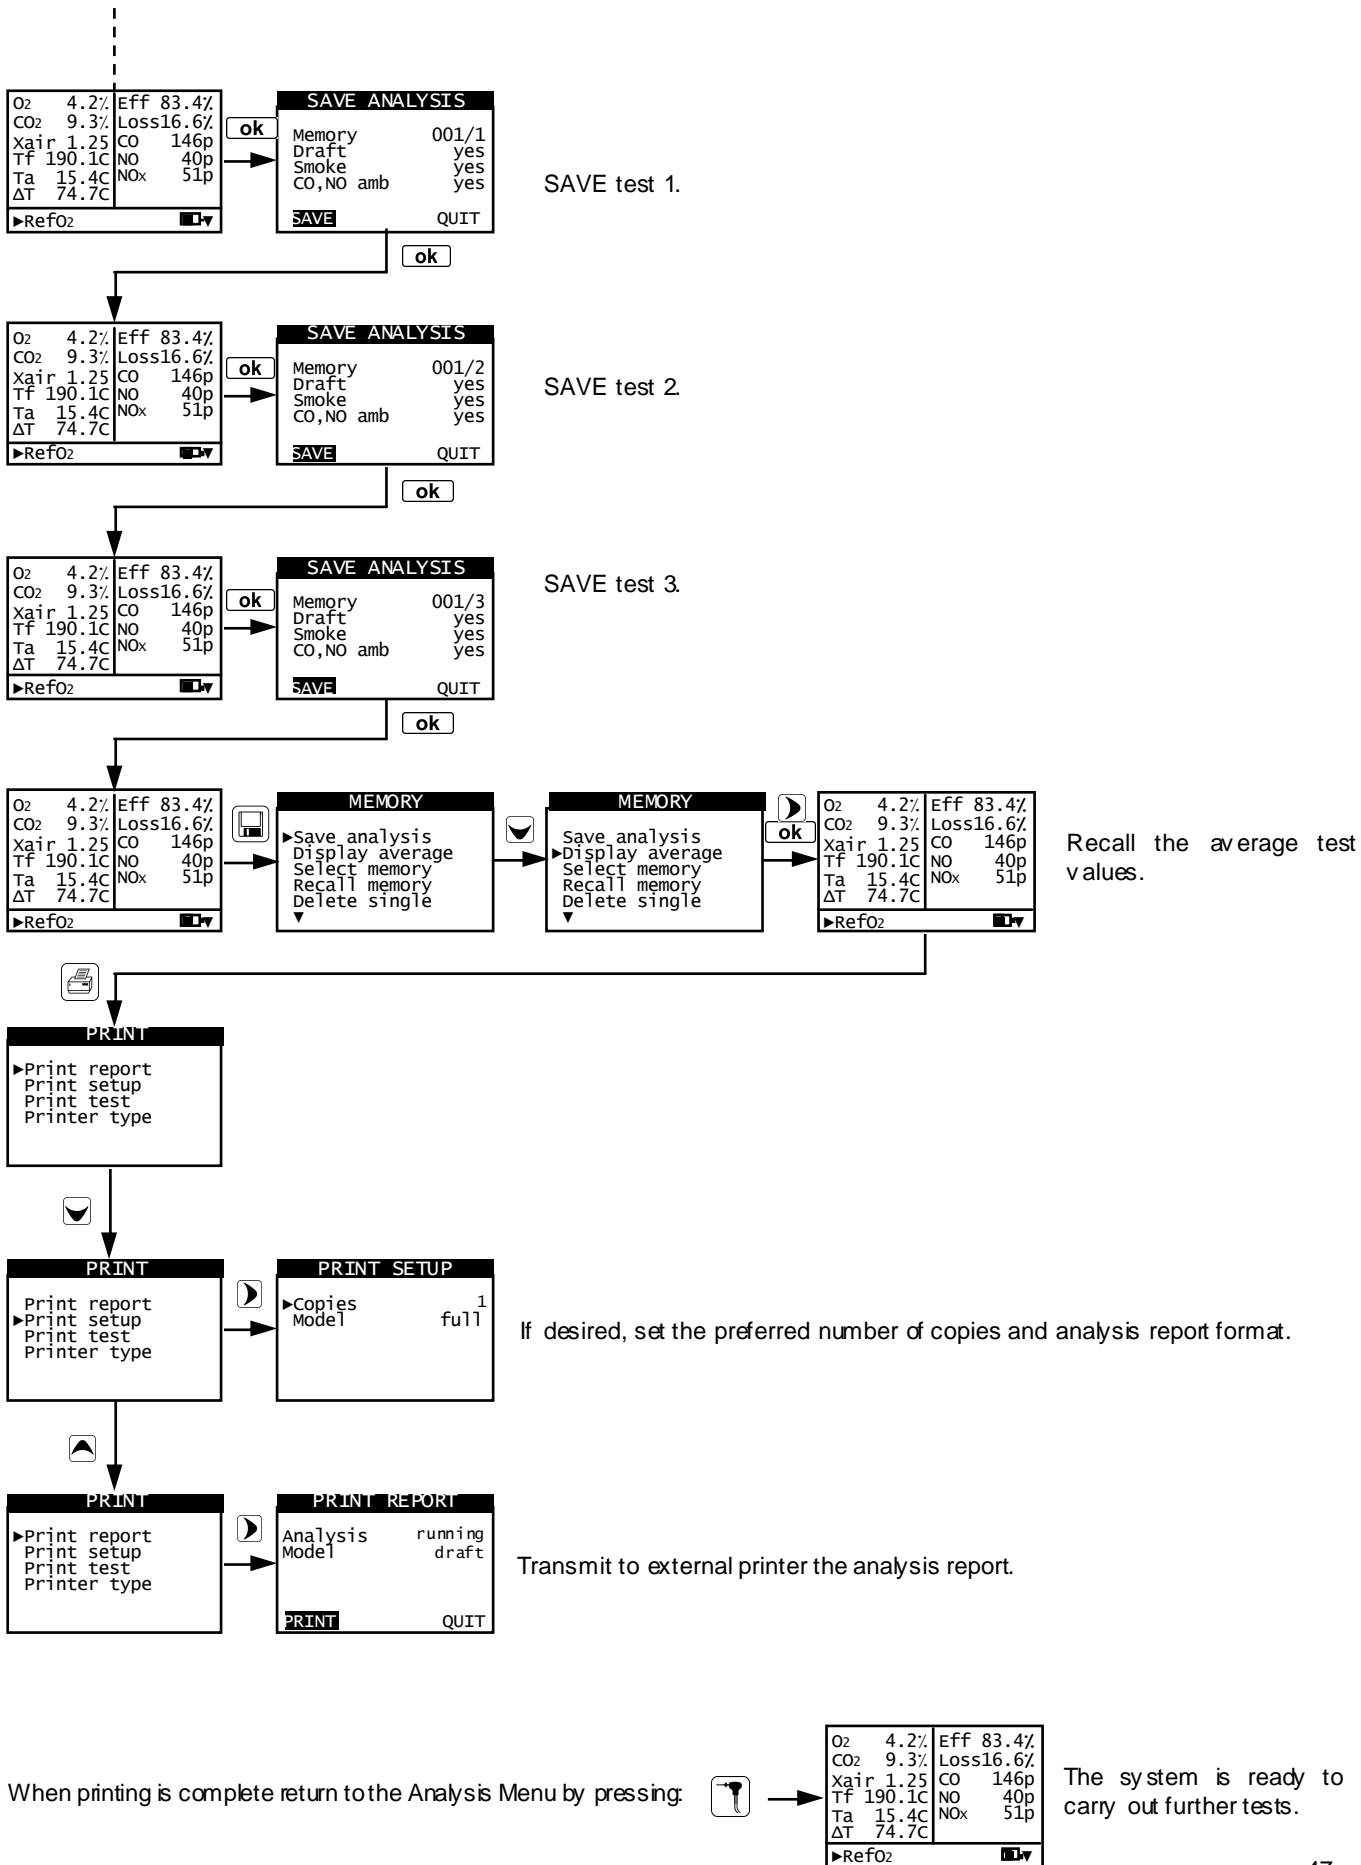 O2 4.2% Eff 83.4%
CO2 9.3% Loss16.6%
Xair 1.25 CO 146p
Tf 190.1C NO 40p
Ta 15.4C NOx 51p
ΔT 74.7C
►RefO2 ▼
ok
SAVE ANALYSIS
Memory 001/1
Draft yes
Smoke yes
CO,NO amb yes
SAVE QUIT
SAVE test 1.
ok
O2 4.2% Eff 83.4%
CO2 9.3% Loss16.6%
Xair 1.25 CO 146p
Tf 190.1C NO 40p
Ta 15.4C NOx 51p
ΔT 74.7C
►RefO2 ▼
ok
SAVE ANALYSIS
Memory 001/2
Draft yes
Smoke yes
CO,NO amb yes
SAVE QUIT
SAVE test 2.
ok
O2 4.2% Eff 83.4%
CO2 9.3% Loss16.6%
Xair 1.25 CO 146p
Tf 190.1C NO 40p
Ta 15.4C NOx 51p
ΔT 74.7C
►RefO2 ▼
ok
SAVE ANALYSIS
Memory 001/3
Draft yes
Smoke yes
CO,NO amb yes
SAVE QUIT
SAVE test 3.
ok
O2 4.2% Eff 83.4%
CO2 9.3% Loss16.6%
Xair 1.25 CO 146p
Tf 190.1C NO 40p
Ta 15.4C NOx 51p
ΔT 74.7C
►RefO2 ▼
MEMORY
►Save analysis
Display average
Select memory
Recall memory
Delete single
▼
MEMORY
Save analysis
►Display average
Select memory
Recall memory
Delete single
▼
ok
O2 4.2% Eff 83.4%
CO2 9.3% Loss16.6%
Xair 1.25 CO 146p
Tf 190.1C NO 40p
Ta 15.4C NOx 51p
ΔT 74.7C
►RefO2 ▼
Recall the average test
values.
PRINT
►Print report
Print setup
Print test
Printer type
PRINT
Print report
►Print setup
Print test
Printer type
PRINT SETUP
►Copies 1
Model full
If desired, set the preferred number of copies and analysis report format.
PRINT
►Print report
Print setup
Print test
Printer type
PRINT REPORT
Analysis running
Model draft
PRINT QUIT
Transmit to external printer the analysis report.
When printing is complete return to the Analysis Menu by pressing:
O2 4.2% Eff 83.4%
CO2 9.3% Loss16.6%
Xair 1.25 CO 146p
Tf 190.1C NO 40p
Ta 15.4C NOx 51p
ΔT 74.7C
►RefO2 ▼
The system is ready to
carry out further tests.